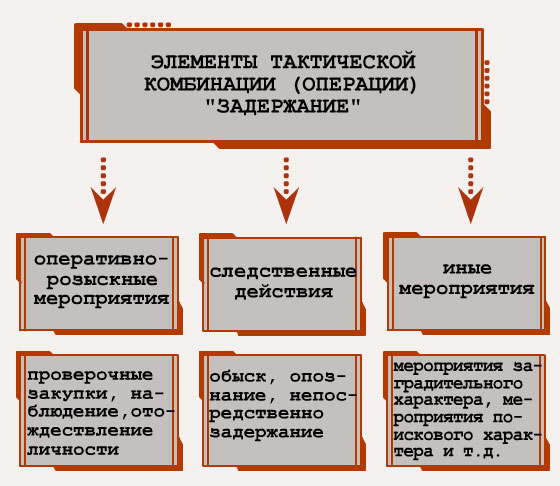 ЭЛЕМЕНТЫ ТАКТИЧЕСКОЙ
КОМБИНАЦИИ (ОПЕРАЦИИ)
"ЗАДЕРЖАНИЕ"
оперативно-
розыскные
мероприятия
следственные
действия
иные
мероприятия
проверочные
закупки, на-
блюдение,ото-
ждествление
личности
обыск, опоз-
нание, непос-
редственно
задержание
мероприятия за-
градительного
характера, ме-
роприятия по-
искового харак-
тера и т.д.